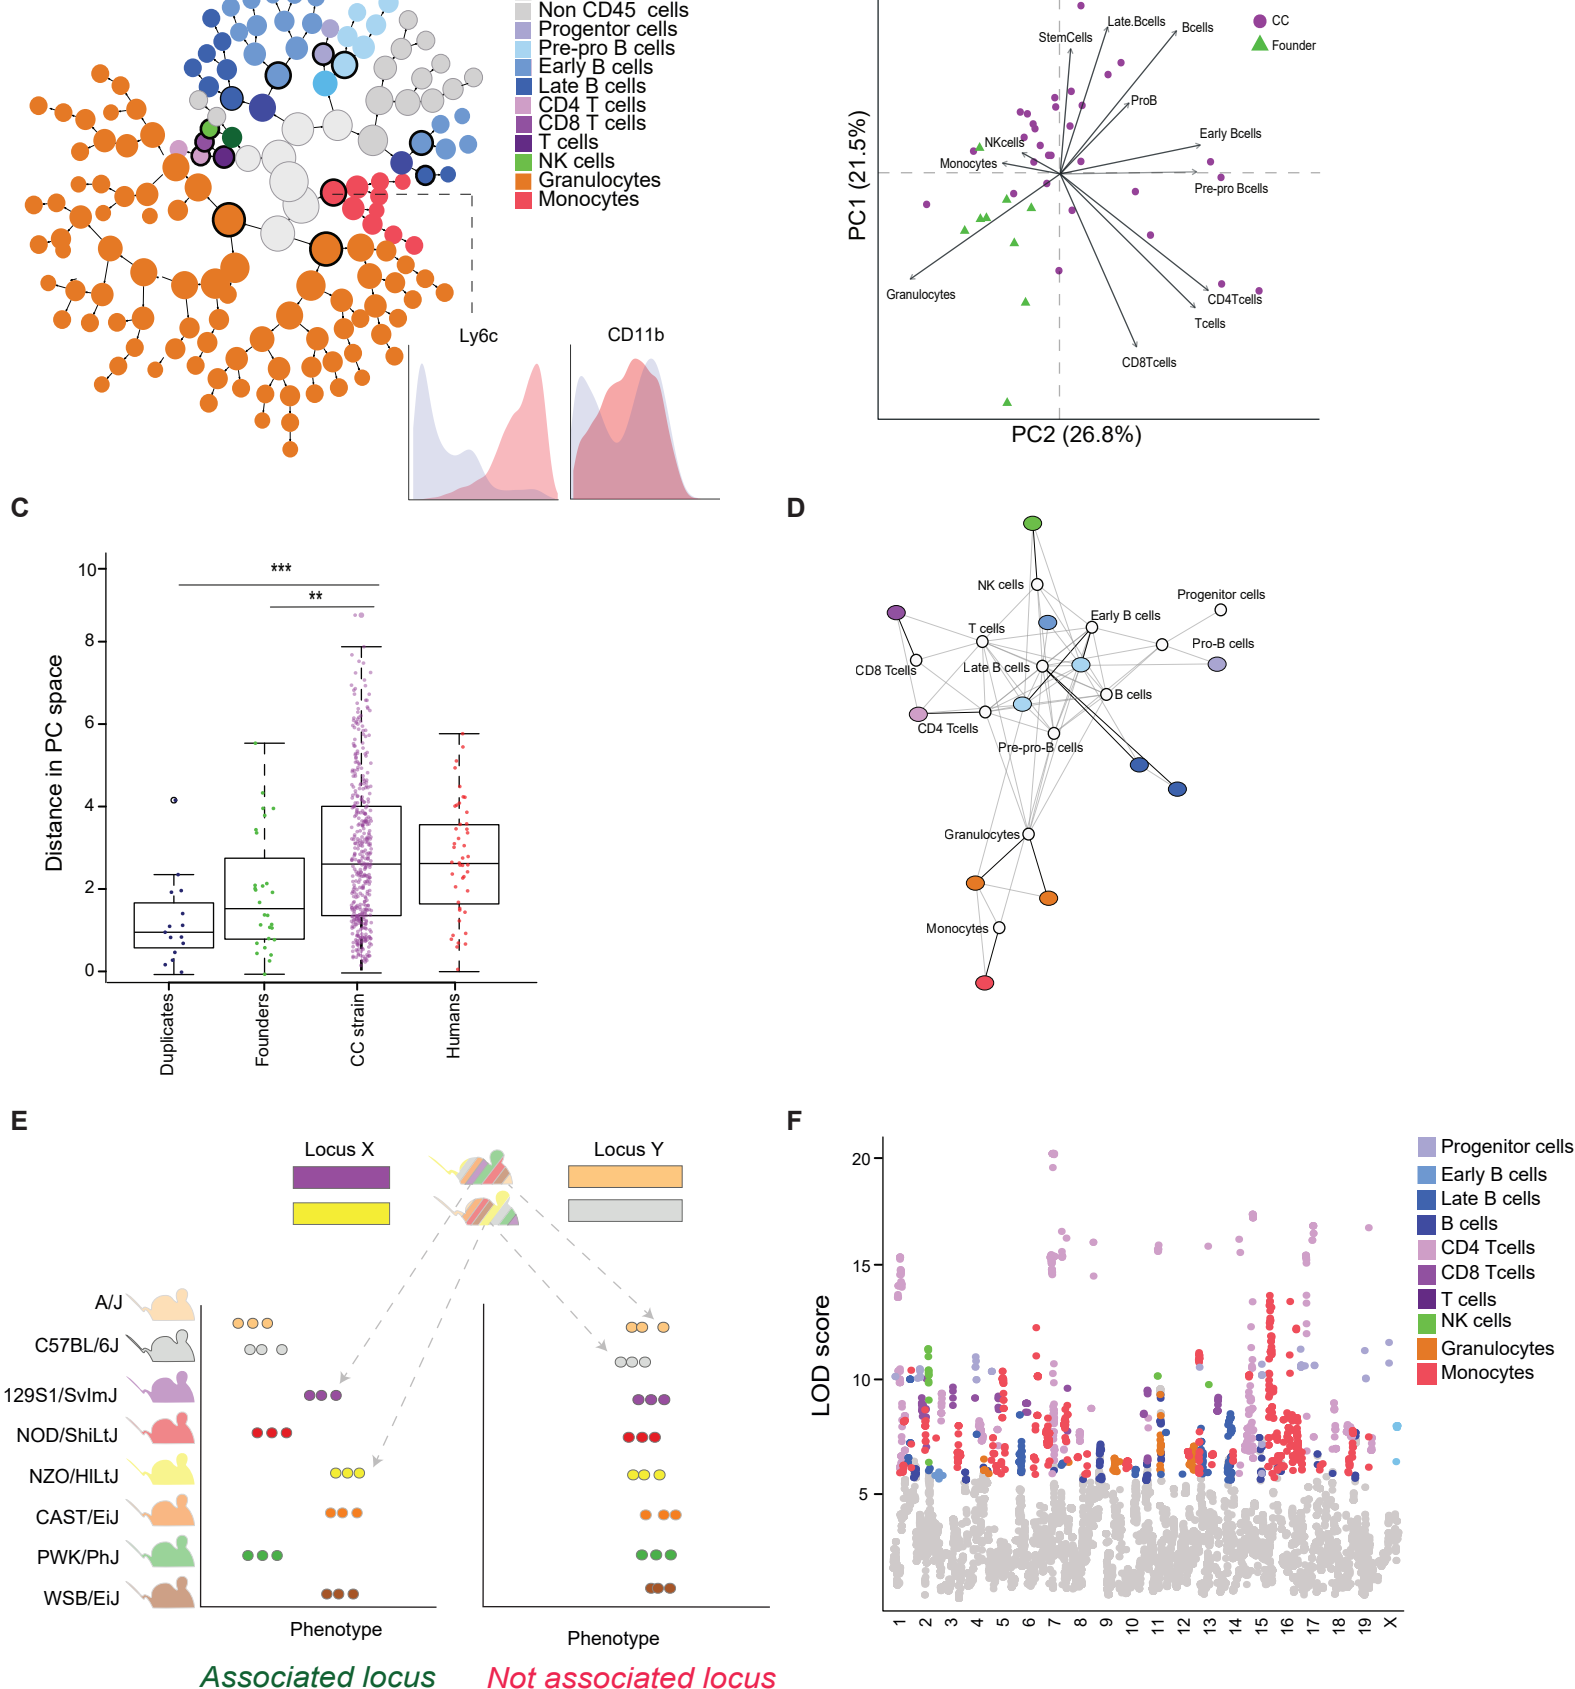 Non CD45 cells
Progentor cells
Pre-pro B cells
Early B cells
Late B cells
CD4 T cells
CD8 T cells
T cells
NK cells
Granulocytes
Monocytes
Ly6c
CD11b
CC
Founder
StemCells
Late.Bcells
Bcells
ProB
NKcells
Monocytes
Early Bcells
Pre-pro Bcells
Granulocytes
CD4Tcells
Tcells
CD8Tcells
PC1 (21.5%)
PC2 (26.8%)
C
Distance in PC space
10
8
6
4
2
0
***
**
Duplicates
Founders
CC strain
Humans
D
NK cells
Progenitor cells
Early B cells
T cells
Pro-B cells
CD8 Tcells
Late B cells
B cells
CD4 Tcells
Pre-pro-B cells
Granulocytes
Monocytes
E
Locus X
Locus Y
A/J
C57BL/6J
129S1/SvImJ
NOD/ShiLtJ
NZO/HILtJ
CAST/EiJ
PWK/PhJ
WSB/EiJ
Phenotype
Phenotype
Associated locus
Not associated locus
F
LOD score
20
15
10
5
1
2
3
4
5
6
7
8
9
10
11
12
13
14
15
16
17
18
19
X
Progenitor cells
Early B cells
Late B cells
B cells
CD4 Tcells
CD8 Tcells
T cells
NK cells
Granulocytes
Monocytes